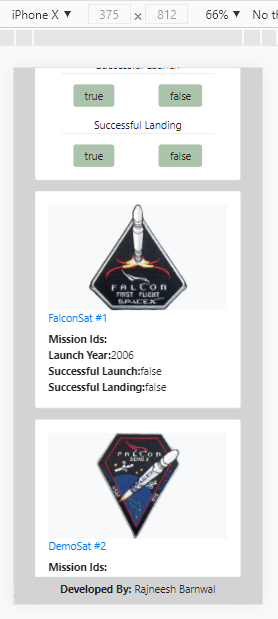 iPhone X ▼ 375 x 812 66% ▼ No t
Successful Launch
true false
Successful Landing
true false
FALCON
FIRST FLIGHT
SPACEX
FalconSat #1
Mission Ids:
Launch Year:2006
Successful Launch:false
Successful Landing:false
FALCON
DEMO 2
DemoSat #2
Mission Ids:
Developed By: Rajneesh Barnwal